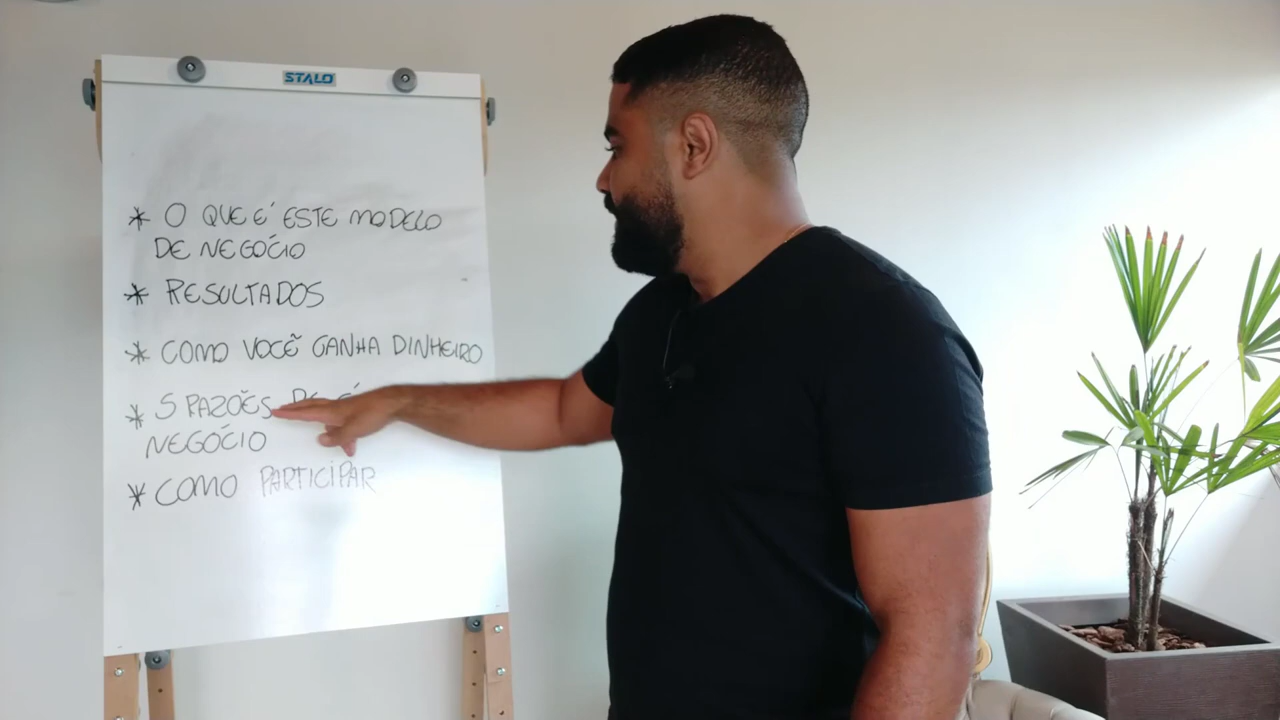 STALO
* O QUE É ESTE MODELO
DE NEGÓCIO
* RESULTADOS
* COMO VOCÊ GANHA DINHEIRO
* 5 RAZÕES
NEGÓCIO
* COMO PARTICIPAR